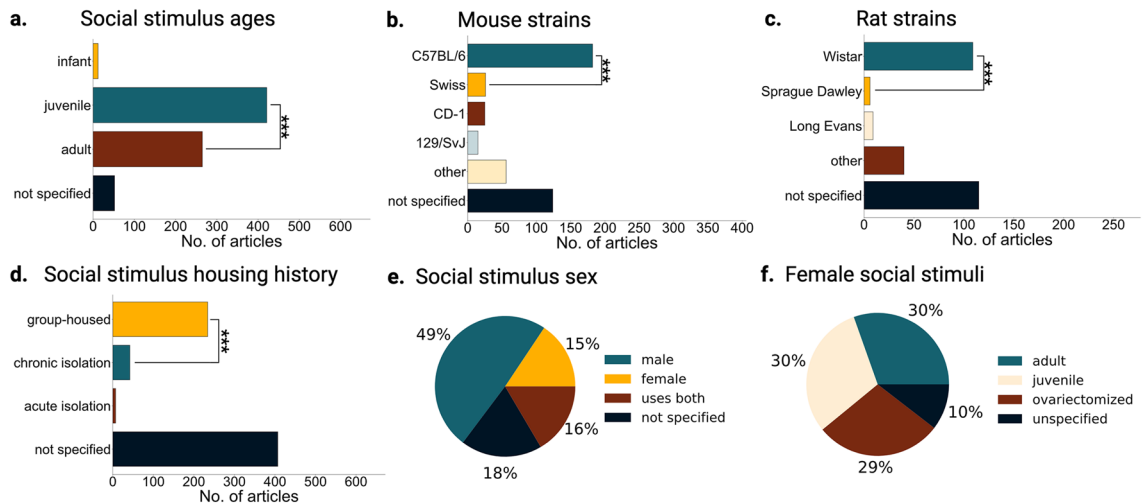 a. Social stimulus ages
infant
juvenile
adult
not specified
***
0 100 200 300 400 500 600
No. of articles
b. Mouse strains
C57BL/6
Swiss
CD-1
129/SvJ
other
not specified
***
0 50 100 150 200 250 300 350 400
No. of articles
c. Rat strains
Wistar
Sprague Dawley
Long Evans
other
not specified
***
0 50 100 150 200 250
No. of articles
d. Social stimulus housing history
group-housed
chronic isolation
acute isolation
not specified
***
0 100 200 300 400 500 600
No. of articles
e. Social stimulus sex
49%
15%
16%
18%
male
female
uses both
not specified
f. Female social stimuli
30%
30%
10%
29%
adult
juvenile
ovariectomized
unspecified